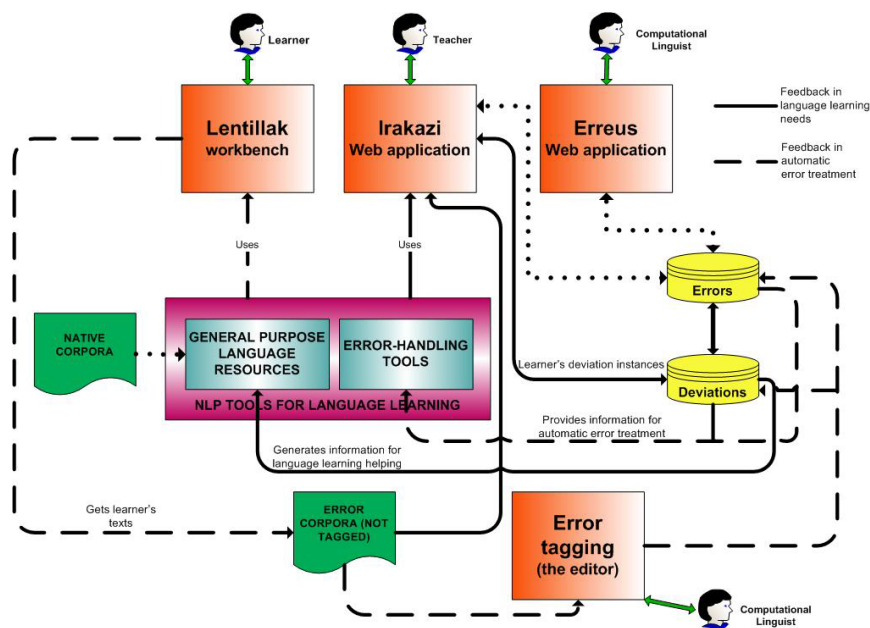 Learner
Teacher
Computational
Linguist
Lentillak
workbench
Irakazi
Web application
Erreus
Web application
Feedback in
language learning
needs
Feedback in
automatic
error treatment
Uses
Uses
Errors
NATIVE
CORPORA
GENERAL PURPOSE
LANGUAGE
RESOURCES
ERROR-HANDLING
TOOLS
NLP TOOLS FOR LANGUAGE LEARNING
Learner's deviation instances
Deviations
Provides information for
automatic error treatment
Generates information for
language learning helping
Gets learner's
texts
ERROR
CORPORA (NOT
TAGGED)
Error
tagging
(the editor)
Computational
Linguist